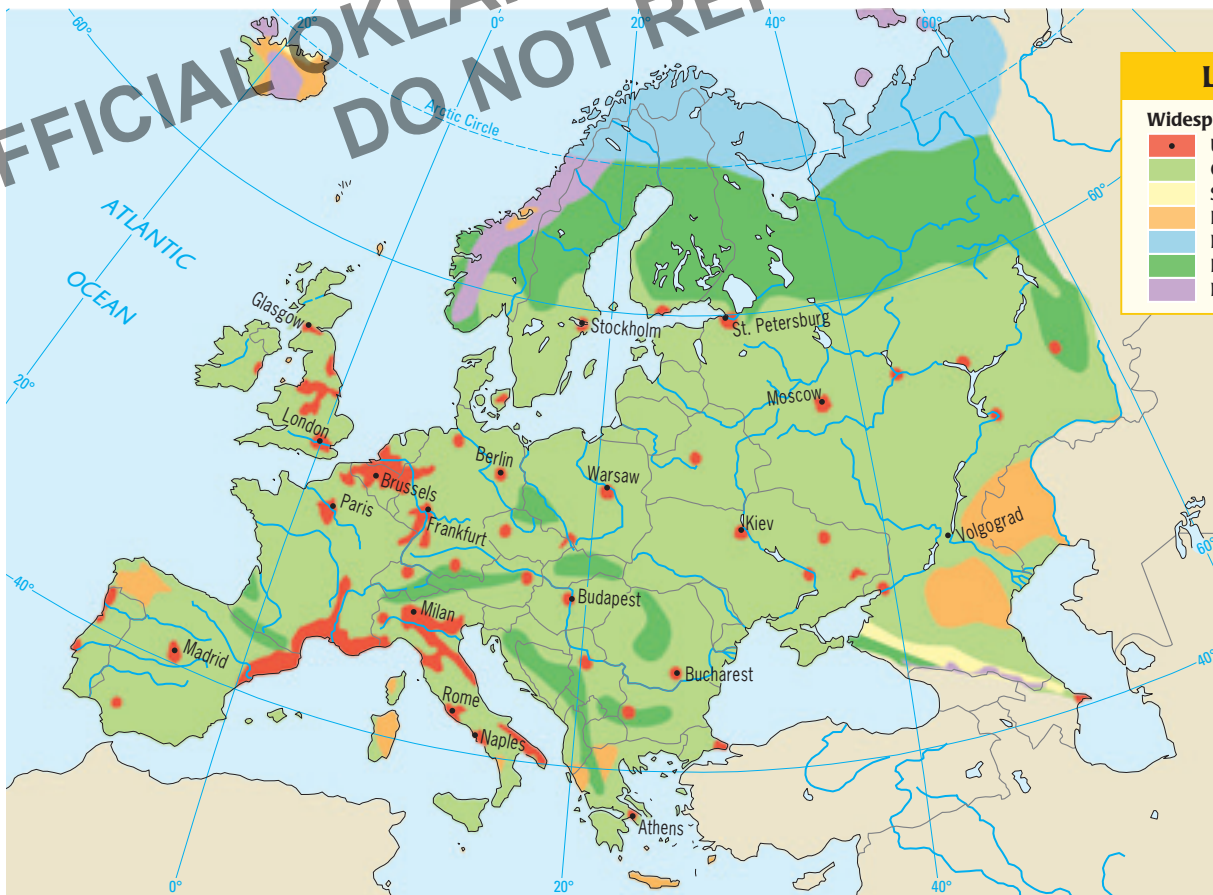 FFICIAL OKLA
DO NOT RE
60°
20°
0°
20°
40°
60°
Arctic Circle
60°
ATLANTIC
OCEAN
20°
40°
60°
40°
0°
20°
40°
Glasgow
London
Stockholm
St. Petersburg
Moscow
Berlin
Warsaw
Brussels
Paris
Frankfurt
Kiev
Volgograd
Budapest
Milan
Madrid
Bucharest
Rome
Naples
Athens
L
Widesp